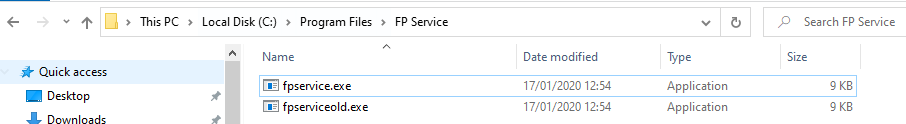 This PC > Local Disk (C:) > Program Files > FP Service
Search FP Service
Name Date modified Type Size
Quick access
fpservice.exe 17/01/2020 12:54 Application 9 KB
Desktop
fpserviceold.exe 17/01/2020 12:54 Application 9 KB
Downloads